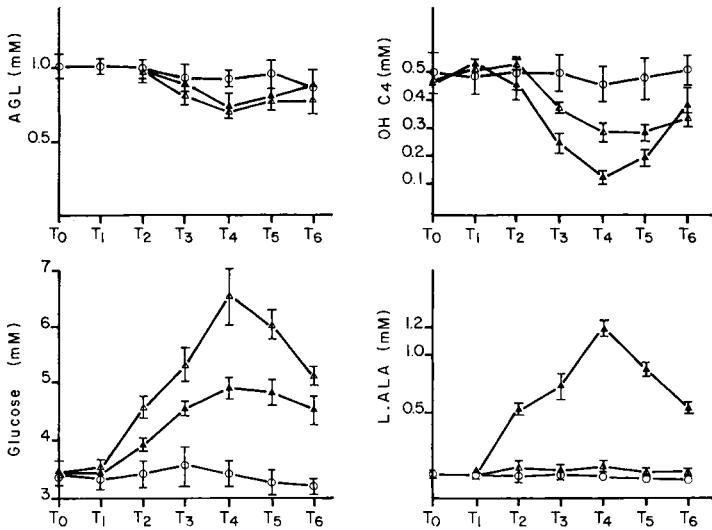 AGL (mM)
1.0
0.5
T0 T1 T2 T3 T4 T5 T6
OH C4 (mM)
0.5
0.4
0.3
0.2
0.1
T0 T1 T2 T3 T4 T5 T6
Glucose (mM)
7
6
5
4
3
T0 T1 T2 T3 T4 T5 T6
L.ALA (mM)
1.2
1.0
0.5
T0 T1 T2 T3 T4 T5 T6